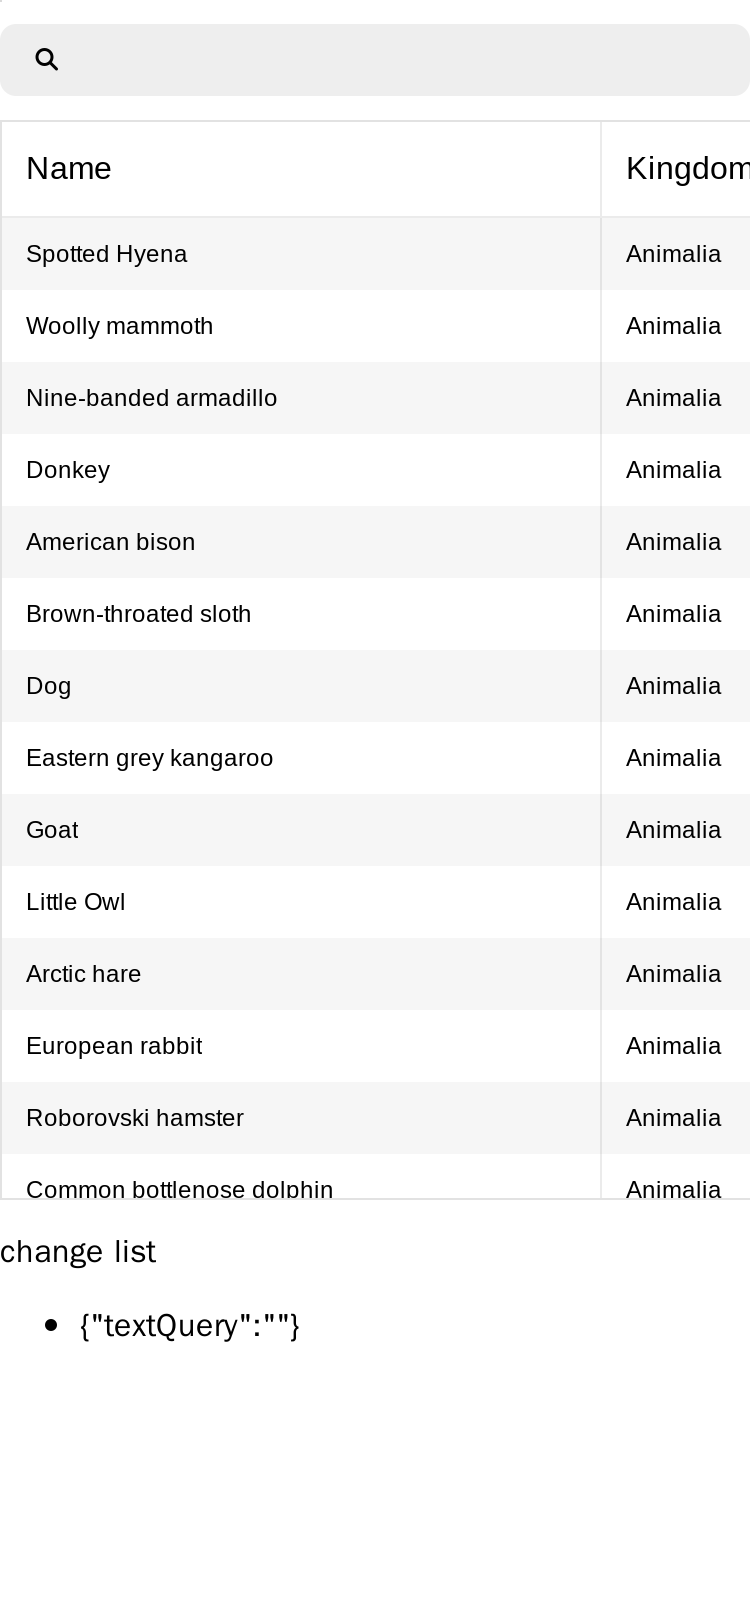 Name Kingdom
Spotted Hyena Animalia
Woolly mammoth Animalia
Nine-banded armadillo Animalia
Donkey Animalia
American bison Animalia
Brown-throated sloth Animalia
Dog Animalia
Eastern grey kangaroo Animalia
Goat Animalia
Little Owl Animalia
Arctic hare Animalia
European rabbit Animalia
Roborovski hamster Animalia
Common bottlenose dolphin Animalia
change list
{"textQuery":""}